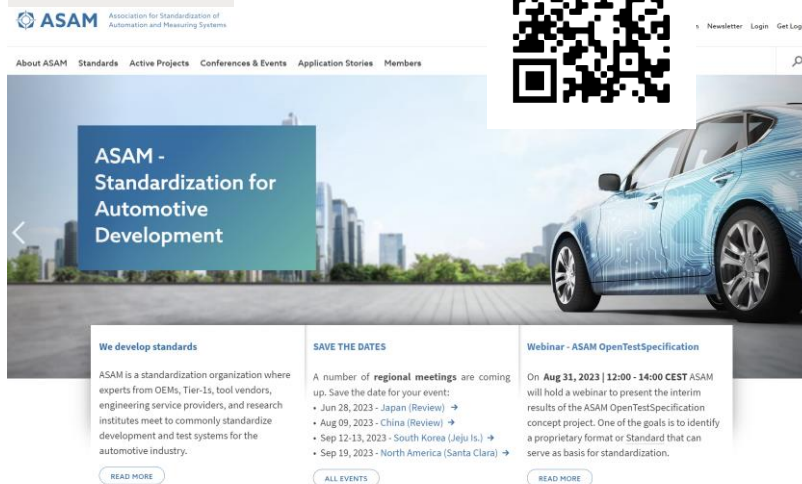 ASAM Association for Standardization of
Automation and Measuring Systems
Newsletter Login Get
About ASAM Standards Active Projects Conferences & Events Application Stories Members
ASAM -
Standardization for
Automotive
Development
We develop standards
ASAM is a standardization organization where
experts from OEMs, Tier-1s, tool vendors,
engineering service providers, and research
institutes meet to commonly standardize
development and test systems for the
automotive industry.
READ MORE
SAVE THE DATES
A number of regional meetings are coming
up. Save the date for your event:
• Jun 28, 2023 - Japan (Review) →
• Aug 09, 2023 - China (Review) →
• Sep 12-13, 2023 - South Korea (Jeju Is.) →
• Sep 19, 2023 - North America (Santa Clara) →
ALL EVENTS
Webinar - ASAM OpenTestSpecification
On Aug 31, 2023 | 12:00 - 14:00 CEST ASAM
will hold a webinar to present the interim
results of the ASAM OpenTestSpecification
concept project. One of the goals is to identify
a proprietary format or Standard that can
serve as basis for standardization.
READ MORE